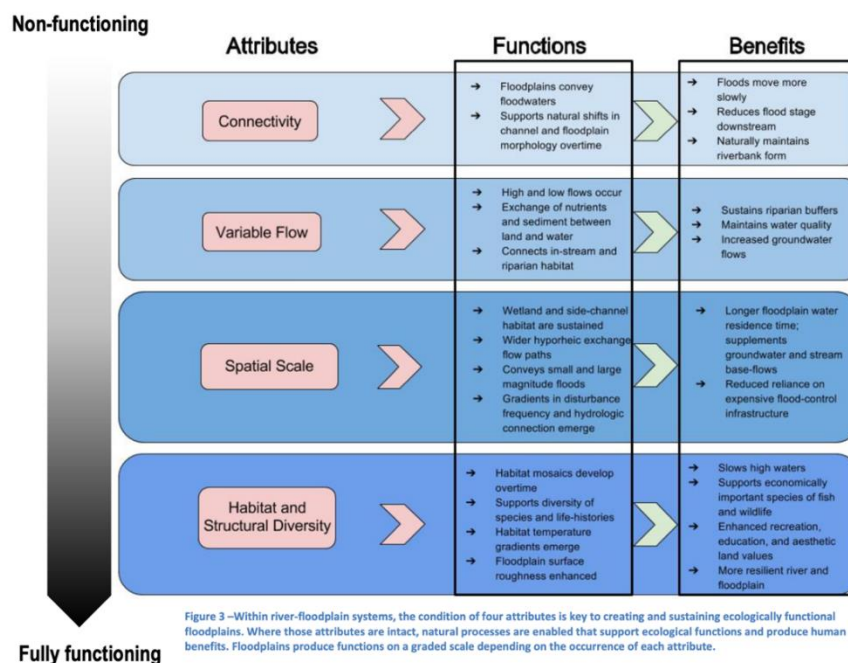 Non-functioning
Attributes
Functions
Benefits
Connectivity
➔ Floodplains convey
floodwaters
➔ Supports natural shifts in
channel and floodplain
morphology overtime
➔ Floods move more
slowly
➔ Reduces flood stage
downstream
➔ Naturally maintains
riverbank form
Variable Flow
➔ High and low flows occur
➔ Exchange of nutrients
and sediment between
land and water
➔ Connects in-stream and
riparian habitat
➔ Sustains riparian buffers
➔ Maintains water quality
➔ Increased groundwater
flows
Spatial Scale
➔ Wetland and side-channel
habitat are sustained
➔ Wider hyporheic exchange
flow paths
➔ Conveys small and large
magnitude floods
➔ Gradients in disturbance
frequency and hydrologic
connection emerge
➔ Longer floodplain water
residence time;
supplements
groundwater and stream
base-flows
➔ Reduced reliance on
expensive flood-control
infrastructure
Habitat and
Structural Diversity
➔ Habitat mosaics develop
overtime
➔ Supports diversity of
species and life-histories
➔ Habitat temperature
gradients emerge
➔ Floodplain surface
roughness enhanced
➔ Slows high waters
➔ Supports economically
important species of fish
and wildlife
➔ Enhanced recreation,
education, and aesthetic
land values
➔ More resilient river and
floodplain
Figure 3 –Within river-floodplain systems, the condition of four attributes is key to creating and sustaining ecologically functional
floodplains. Where those attributes are intact, natural processes are enabled that support ecological functions and produce human
benefits. Floodplains produce functions on a graded scale depending on the occurrence of each attribute.
Fully functioning